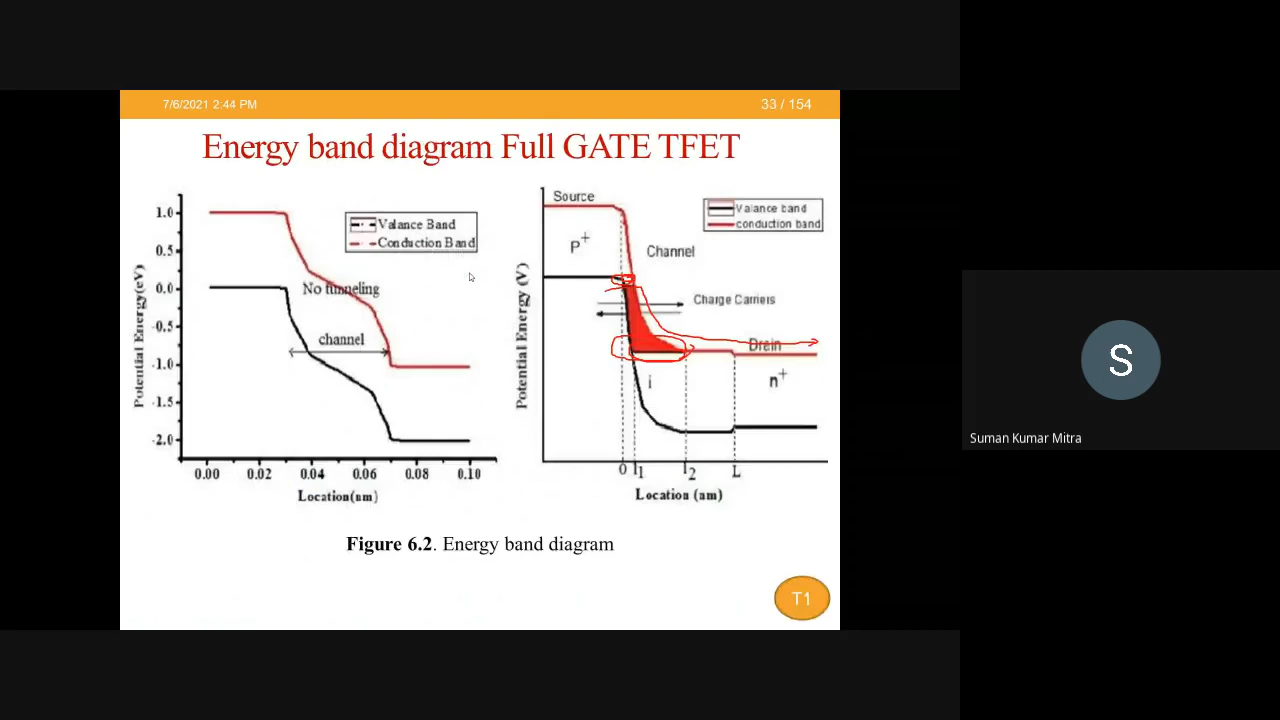 7/6/2021 2:44 PM
33 / 154
Energy band diagram Full GATE TFET
1.0
0.5
0.0
-0.5
-1.0
-1.5
-2.0
Potential Energy(eV)
Valance Band
Conduction Band
No tunneling
channel
0.00 0.02 0.04 0.06 0.08 0.10
Location(nm)
Source
P+
Channel
Valance band
conduction band
Charge Carriers
Drain
i
n+
Potential Energy (V)
0 l1 l2 L
Location (nm)
Figure 6.2. Energy band diagram
T1
S
Suman Kumar Mitra